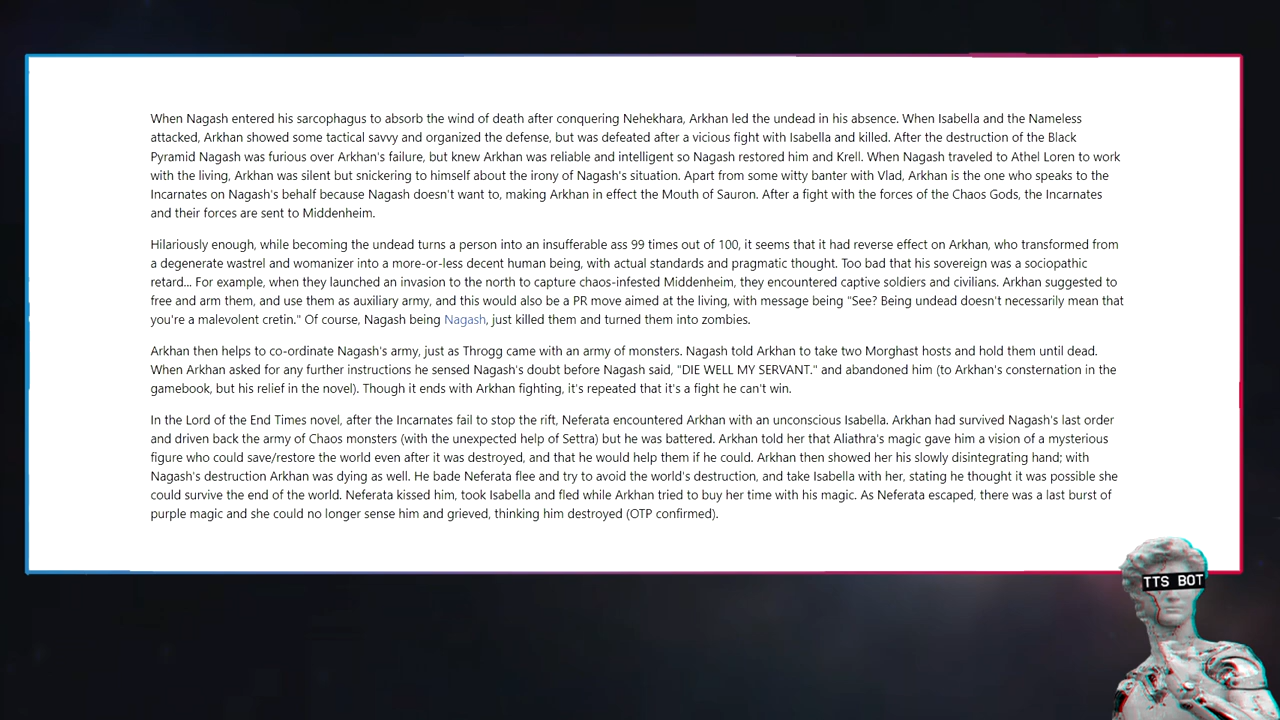 When Nagash entered his sarcophagus to absorb the wind of death after conquering Nehekhara, Arkhan led the undead in his absence. When Isabella and the Nameless
attacked, Arkhan showed some tactical savvy and organized the defense, but was defeated after a vicious fight with Isabella and killed. After the destruction of the Black
Pyramid Nagash was furious over Arkhan's failure, but knew Arkhan was reliable and intelligent so Nagash restored him and Krell. When Nagash traveled to Athel Loren to work
with the living, Arkhan was silent but snickering to himself about the irony of Nagash's situation. Apart from some witty banter with Vlad, Arkhan is the one who speaks to the
Incarnates on Nagash's behalf because Nagash doesn't want to, making Arkhan in effect the Mouth of Sauron. After a fight with the forces of the Chaos Gods, the Incarnates
and their forces are sent to Middenheim.
Hilariously enough, while becoming the undead turns a person into an insufferable ass 99 times out of 100, it seems that it had reverse effect on Arkhan, who transformed from
a degenerate wastrel and womanizer into a more-or-less decent human being, with actual standards and pragmatic thought. Too bad that his sovereign was a sociopathic
retard... For example, when they launched an invasion to the north to capture chaos-infested Middenheim, they encountered captive soldiers and civilians. Arkhan suggested to
free and arm them, and use them as auxiliary army, and this would also be a PR move aimed at the living, with message being "See? Being undead doesn't necessarily mean that
you're a malevolent cretin." Of course, Nagash being Nagash, just killed them and turned them into zombies.
Arkhan then helps to co-ordinate Nagash's army, just as Throgg came with an army of monsters. Nagash told Arkhan to take two Morghast hosts and hold them until dead.
When Arkhan asked for any further instructions he sensed Nagash's doubt before Nagash said, "DIE WELL MY SERVANT." and abandoned him (to Arkhan's consternation in the
gamebook, but his relief in the novel). Though it ends with Arkhan fighting, it's repeated that it's a fight he can't win.
In the Lord of the End Times novel, after the Incarnates fail to stop the rift, Neferata encountered Arkhan with an unconscious Isabella. Arkhan had survived Nagash's last order
and driven back the army of Chaos monsters (with the unexpected help of Settra) but he was battered. Arkhan told her that Aliathra's magic gave him a vision of a mysterious
figure who could save/restore the world even after it was destroyed, and that he would help them if he could. Arkhan then showed her his slowly disintegrating hand; with
Nagash's destruction Arkhan was dying as well. He bade Neferata flee and try to avoid the world's destruction, and take Isabella with her, stating he thought it was possible she
could survive the end of the world. Neferata kissed him, took Isabella and fled while Arkhan tried to buy her time with his magic. As Neferata escaped, there was a last burst of
purple magic and she could no longer sense him and grieved, thinking him destroyed (OTP confirmed).
TTS BOT